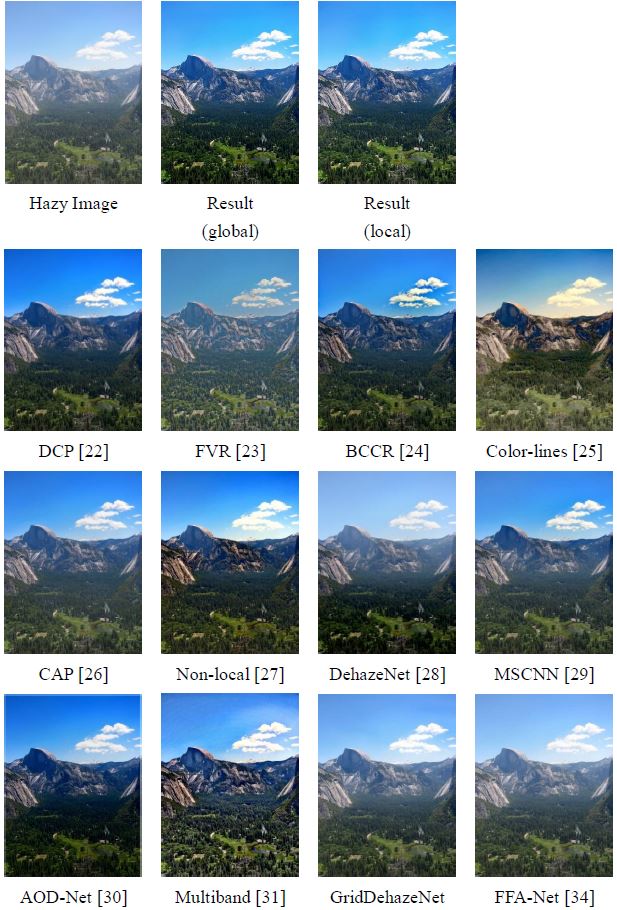 Hazy Image
Result
(global)
Result
(local)
DCP [22]
FVR [23]
BCCR [24]
Color-lines [25]
CAP [26]
Non-local [27]
DehazeNet [28]
MSCNN [29]
AOD-Net [30]
Multiband [31]
GridDehazeNet
FFA-Net [34]